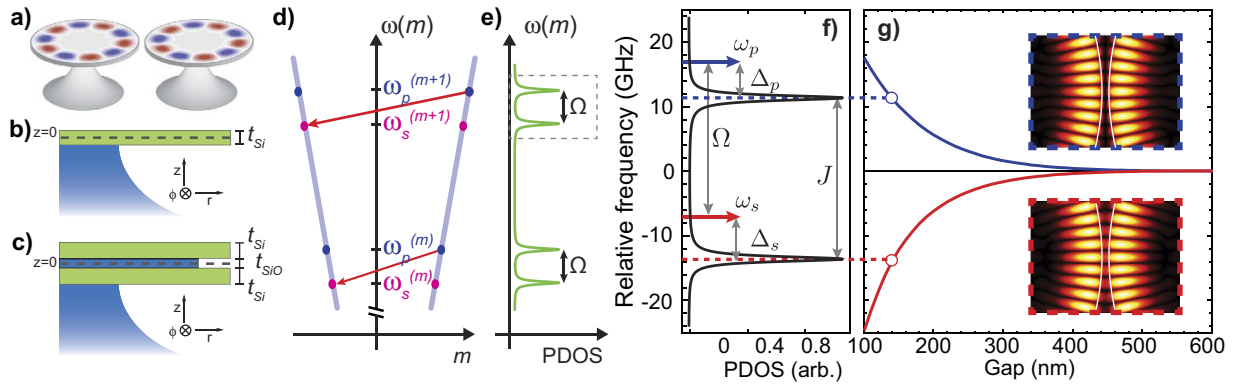 a)
b)
z=0
t_Si
z
ϕ
r
c)
z=0
t_Si
t_SiO
t_Si
z
ϕ
r
d)
ω(m)
ω_p^(m+1)
ω_s^(m+1)
ω_p^(m)
ω_s^(m)
m
e)
ω(m)
Ω
Ω
PDOS
f)
Relative frequency (GHz)
20
10
0
-10
-20
ω_p
Δ_p
Ω
J
ω_s
Δ_s
0 0.4 0.8
PDOS (arb.)
g)
100 200 300 400 500 600
Gap (nm)